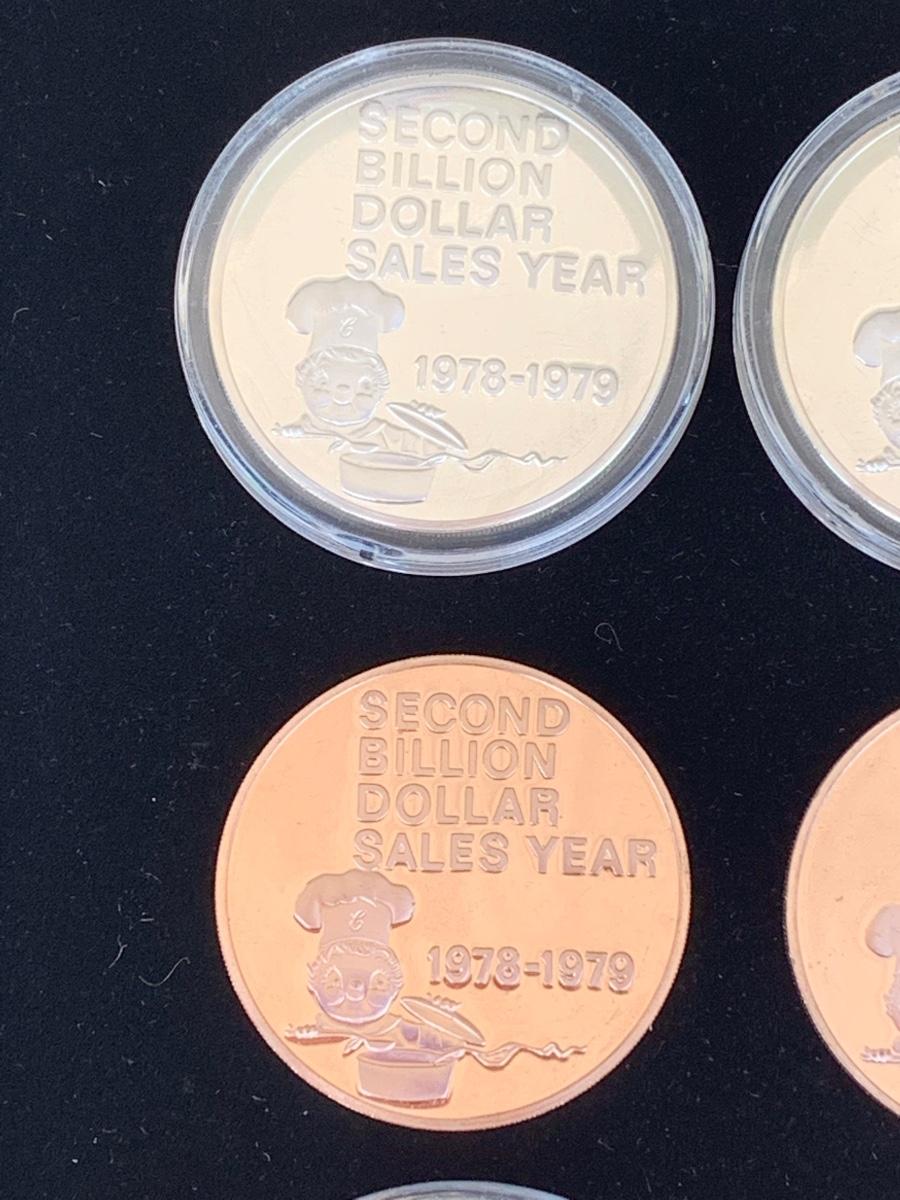 SECOND
BILLION
DOLLAR
SALES YEAR
C
1978-1979
SECOND
BILLION
DOLLAR
SALES YEAR
C
1978-1979